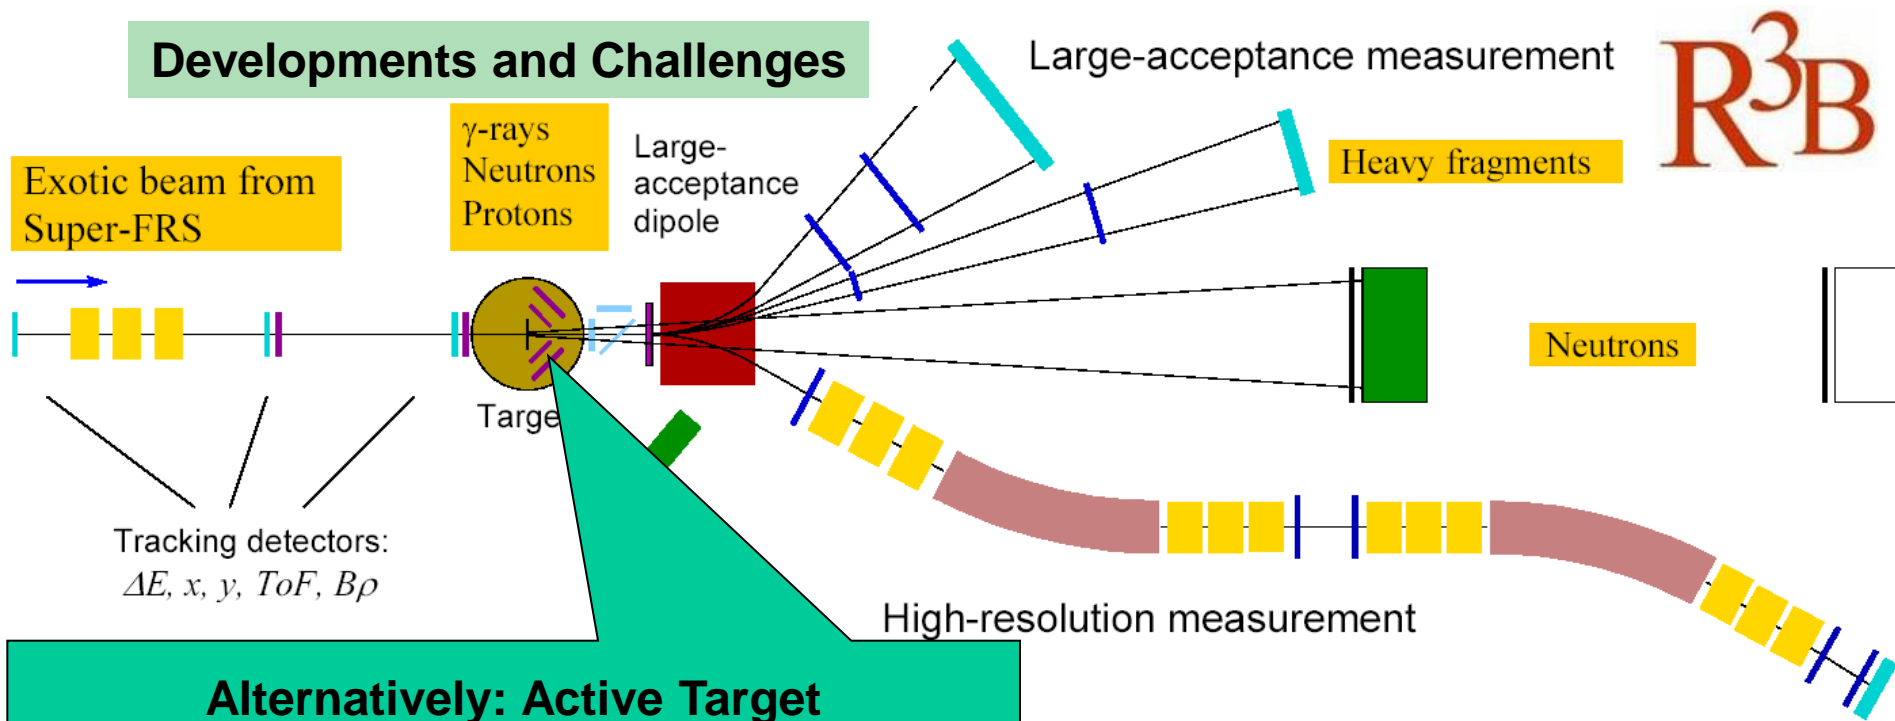 Developments and Challenges
Large-acceptance measurement
R3B
γ-rays
Neutrons
Protons
Large-
acceptance
dipole
Exotic beam from
Super-FRS
Heavy fragments
Neutrons
Targe
Tracking detectors:
ΔE, x, y, ToF, Bρ
High-resolution measurement
Alternatively: Active Target